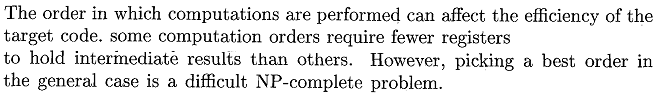 The order in which computations are performed can affect the efficiency of the
target code. some computation orders require fewer registers
to hold intermediate results than others. However, picking a best order in
the general case is a difficult NP-complete problem.